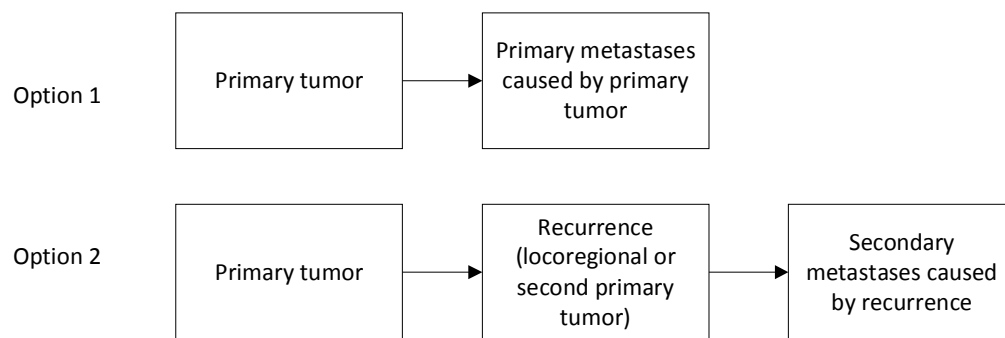 Option 1
Primary tumor
Primary metastases
caused by primary
tumor
Option 2
Primary tumor
Recurrence
(locoregional or
second primary
tumor)
Secondary
metastases caused
by recurrence